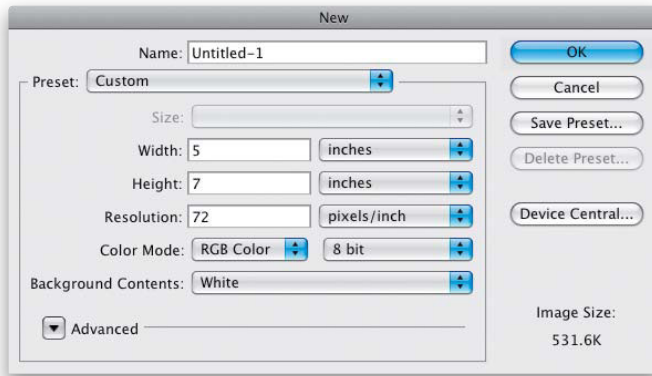 New
Name: Untitled-1
Preset: Custom
Size:
Width: 5 inches
Height: 7 inches
Resolution: 72 pixels/inch
Color Mode: RGB Color 8 bit
Background Contents: White
Advanced
OK
Cancel
Save Preset...
Delete Preset...
Device Central...
Image Size:
531.6K